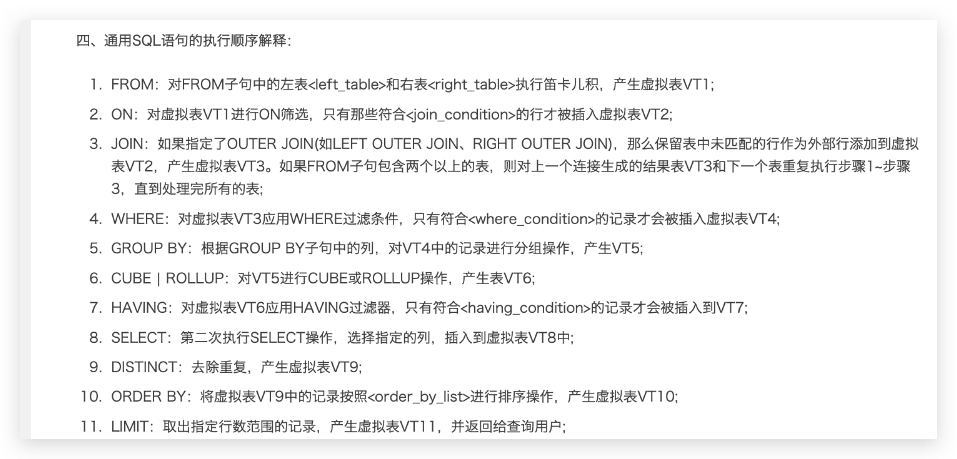 四、通用SQL语句的执行顺序解释:
1. FROM：对FROM子句中的左表<left_table>和右表<right_table>执行笛卡儿积，产生虚拟表VT1;
2. ON：对虚拟表VT1进行ON筛选，只有那些符合<join_condition>的行才被插入虚拟表VT2;
3. JOIN：如果指定了OUTER JOIN(如LEFT OUTER JOIN、RIGHT OUTER JOIN)，那么保留表中未匹配的行作为外部行添加到虚拟
表VT2，产生虚拟表VT3。如果FROM子句包含两个以上的表，则对上一个连接生成的结果表VT3和下一个表重复执行步骤1~步骤
3，直到处理完所有的表;
4. WHERE：对虚拟表VT3应用WHERE过滤条件，只有符合<where_condition>的记录才会被插入虚拟表VT4;
5. GROUP BY：根据GROUP BY子句中的列，对VT4中的记录进行分组操作，产生VT5;
6. CUBE | ROLLUP：对VT5进行CUBE或ROLLUP操作，产生表VT6;
7. HAVING：对虚拟表VT6应用HAVING过滤器，只有符合<having_condition>的记录才会被插入到VT7;
8. SELECT：第二次执行SELECT操作，选择指定的列，插入到虚拟表VT8中;
9. DISTINCT：去除重复，产生虚拟表VT9;
10. ORDER BY：将虚拟表VT9中的记录按照<order_by_list>进行排序操作，产生虚拟表VT10;
11. LIMIT：取出指定行数范围的记录，产生虚拟表VT11，并返回给查询用户;